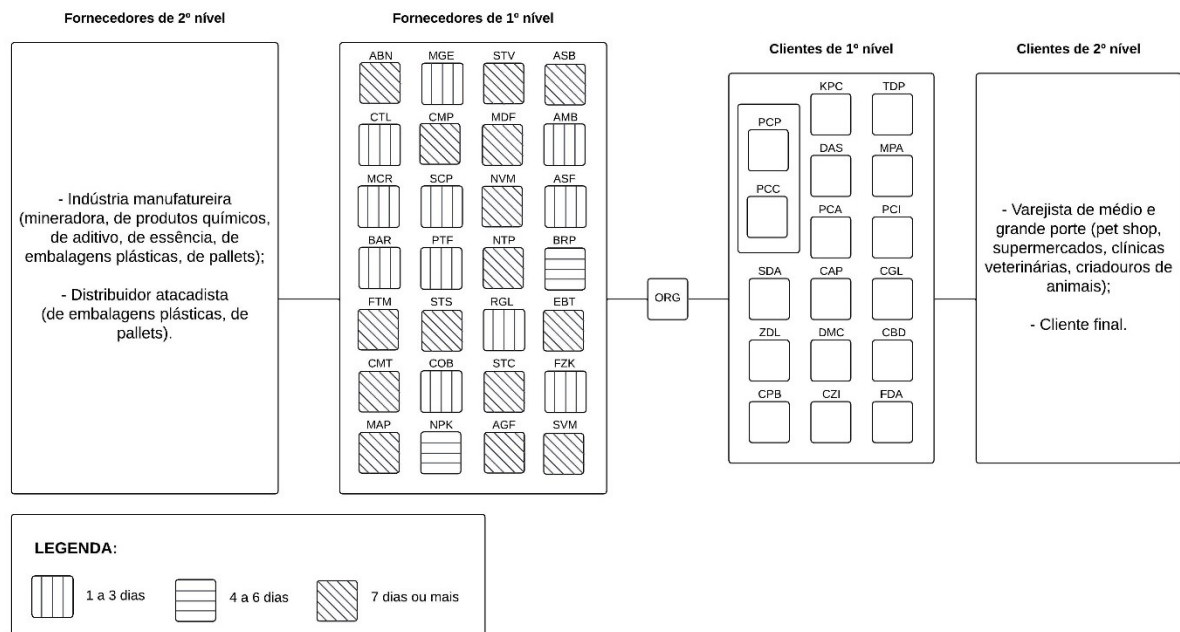 Fornecedores de 2º nível
Fornecedores de 1º nível
Clientes de 1º nível
Clientes de 2º nível
- Indústria manufatureira
(mineradora, de produtos químicos,
de aditivo, de essência, de
embalagens plásticas, de pallets);
- Distribuidor atacadista
(de embalagens plásticas, de
pallets).
ABN MGE STV ASB
CTL CMP MDF AMB
MCR SCP NVM ASF
BAR PTF NTP BRP
FTM STS RGL EBT
CMT COB STC FZK
MAP NPK AGF SVM
ORG
PCP
PCC
KPC TDP
DAS MPA
PCA PCI
SDA CAP CGL
ZDL DMC CBD
CPB CZI FDA
- Varejista de médio e
grande porte (pet shop,
supermercados, clínicas
veterinárias, criadouros de
animais);
- Cliente final.
LEGENDA:
1 a 3 dias
4 a 6 dias
7 dias ou mais